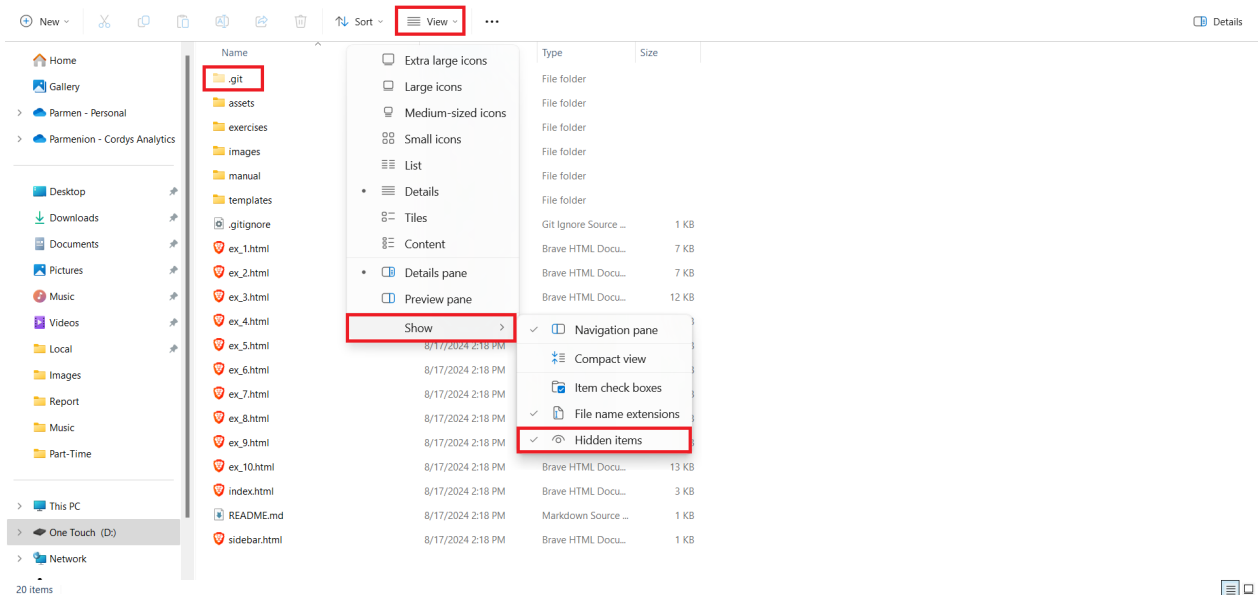 New
Sort
View
Details
Name Type Size
Home
Gallery
Parmen - Personal
Parmenion - Cordys Analytics
Desktop
Downloads
Documents
Pictures
Music
Videos
Local
Images
Report
Music
Part-Time
This PC
One Touch (D:)
Network
.git File folder
assets File folder
exercises File folder
images File folder
manual File folder
templates File folder
.gitignore Git Ignore Source ... 1 KB
ex_1.html Brave HTML Docu... 7 KB
ex_2.html Brave HTML Docu... 7 KB
ex_3.html Brave HTML Docu... 12 KB
ex_4.html
ex_5.html 8/17/2024 2:18 PM
ex_6.html 8/17/2024 2:18 PM
ex_7.html 8/17/2024 2:18 PM
ex_8.html 8/17/2024 2:18 PM
ex_9.html 8/17/2024 2:18 PM
ex_10.html 8/17/2024 2:18 PM Brave HTML Docu... 13 KB
index.html 8/17/2024 2:18 PM Brave HTML Docu... 3 KB
README.md 8/17/2024 2:18 PM Markdown Source ... 1 KB
sidebar.html 8/17/2024 2:18 PM Brave HTML Docu... 1 KB
Extra large icons
Large icons
Medium-sized icons
Small icons
List
Details
Tiles
Content
Details pane
Preview pane
Show
Navigation pane
Compact view
Item check boxes
File name extensions
Hidden items
20 items